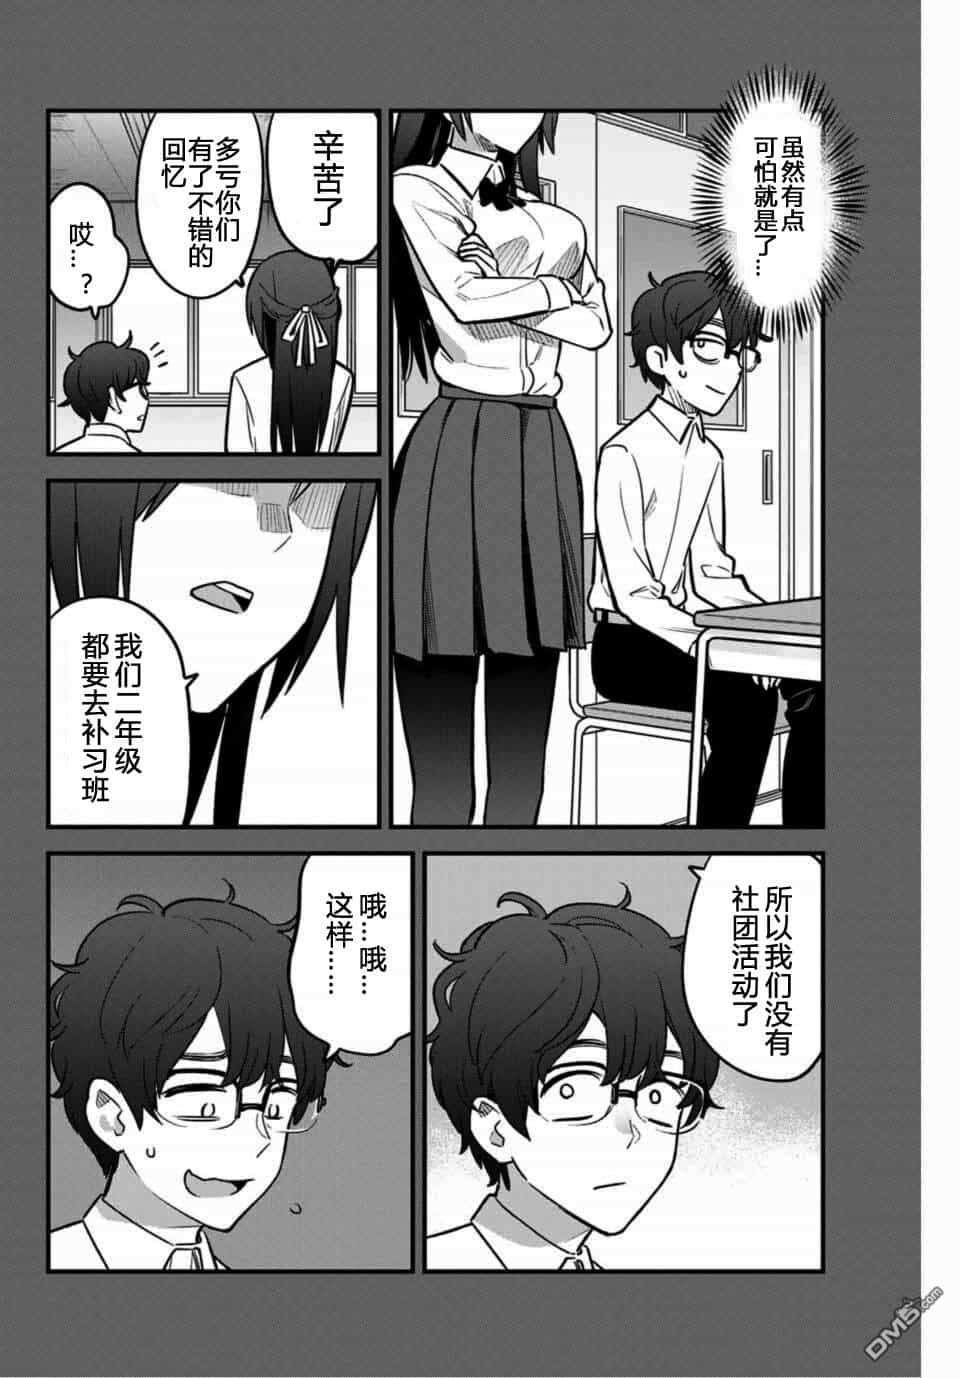 虽然有点
可怕就是了…
辛苦了
多亏你们
有了不错的
回忆
哎
…？
我们二年级
都要去补习班
所以我们没有
社团活动了
哦…哦…
这样……
DM5.com